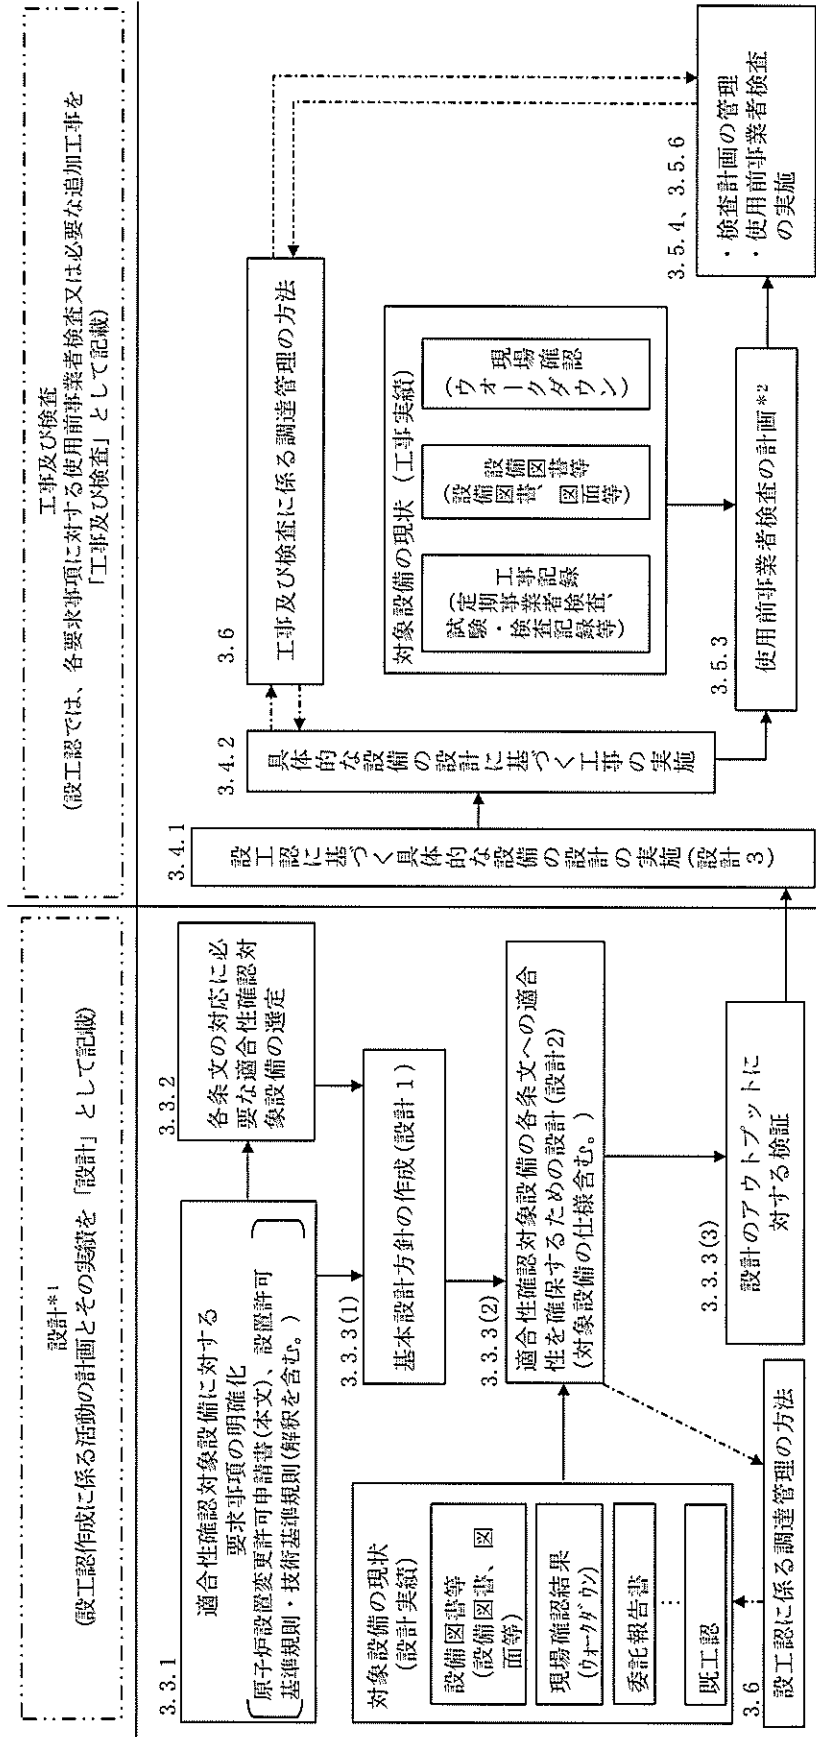 設計*1
(設工認作成に係る活動の計画とその実績を「設計」として記載)
3.3.1
適合性確認対象設備に対する
要求事項の明確化
原子炉設置変更許可申請書(本文)、設置許可
基準規則・技術基準規則(解釈を含む。)
3.3.2
各条文の対応に必
要な適合性確認対
象設備の選定
3.3.3(1)
基本設計方針の作成(設計1)
対象設備の現状
(設計実績)
設備図書等
(設備図書、図
面等)
現場確認結果
(ウォークダウン)
委託報告書
…
既工認
3.3.3(2)
適合性確認対象設備の各条文への適合
性を確保するための設計(設計2)
(対象設備の仕様含む。)
3.6
設工認に係る調達管理の方法
3.3.3(3)
設計のアウトプットに
対する検証
工事及び検査
(設工認では、各要求事項に対する使用前事業者検査又は必要な追加工事を
「工事及び検査」として記載)
3.4.1
設工認に基づく具体的な設備の設計の実施(設計3)
3.4.2
具体的な設備の設計に基づく工事の実施
3.6
工事及び検査に係る調達管理の方法
対象設備の現状(工事実績)
工事記録
(定期事業者検査、
試験・検査記録等)
設備図書等
(設備図書、図面等)
現場確認
(ウオークダウン)
3.5.3
使用前事業者検査の計画*2
3.5.4、3.5.6
・検査計画の管理
・使用前事業者検査
の実施